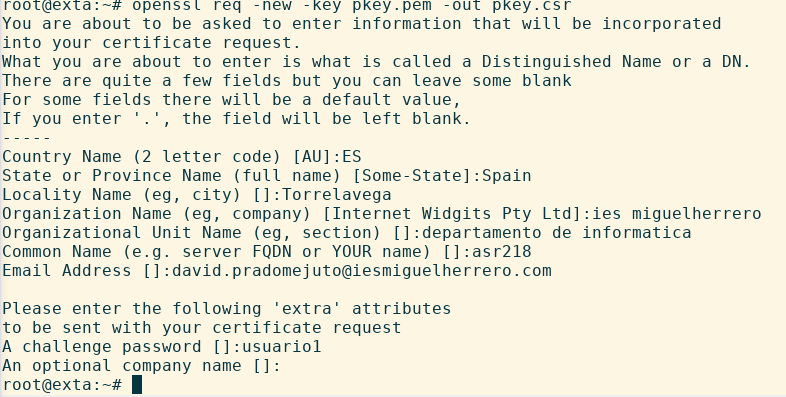 root@exta:~# openssl req -new -key pkey.pem -out pkey.csr
You are about to be asked to enter information that will be incorporated
into your certificate request.
What you are about to enter is what is called a Distinguished Name or a DN.
There are quite a few fields but you can leave some blank
For some fields there will be a default value,
If you enter '.', the field will be left blank.
-----
Country Name (2 letter code) [AU]:ES
State or Province Name (full name) [Some-State]:Spain
Locality Name (eg, city) []:Torrelavega
Organization Name (eg, company) [Internet Widgits Pty Ltd]:ies miguelherrero
Organizational Unit Name (eg, section) []:departamento de informatica
Common Name (e.g. server FQDN or YOUR name) []:asr218
Email Address []:david.pradomejuto@iesmiguelherrero.com

Please enter the following 'extra' attributes
to be sent with your certificate request
A challenge password []:usuario1
An optional company name []:
root@exta:~#